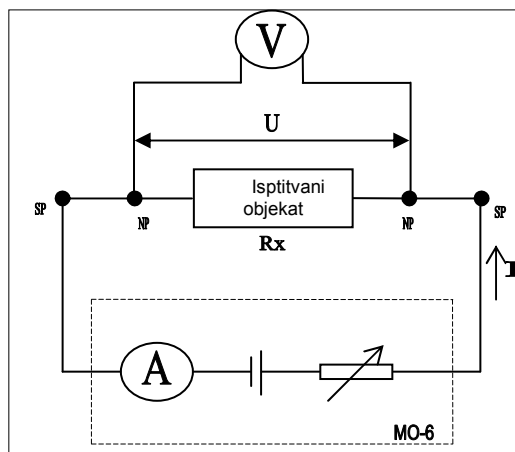 V
U
Isptitvani
objekat
SP
NP
NP
SP
Rx
I
A
MO-6